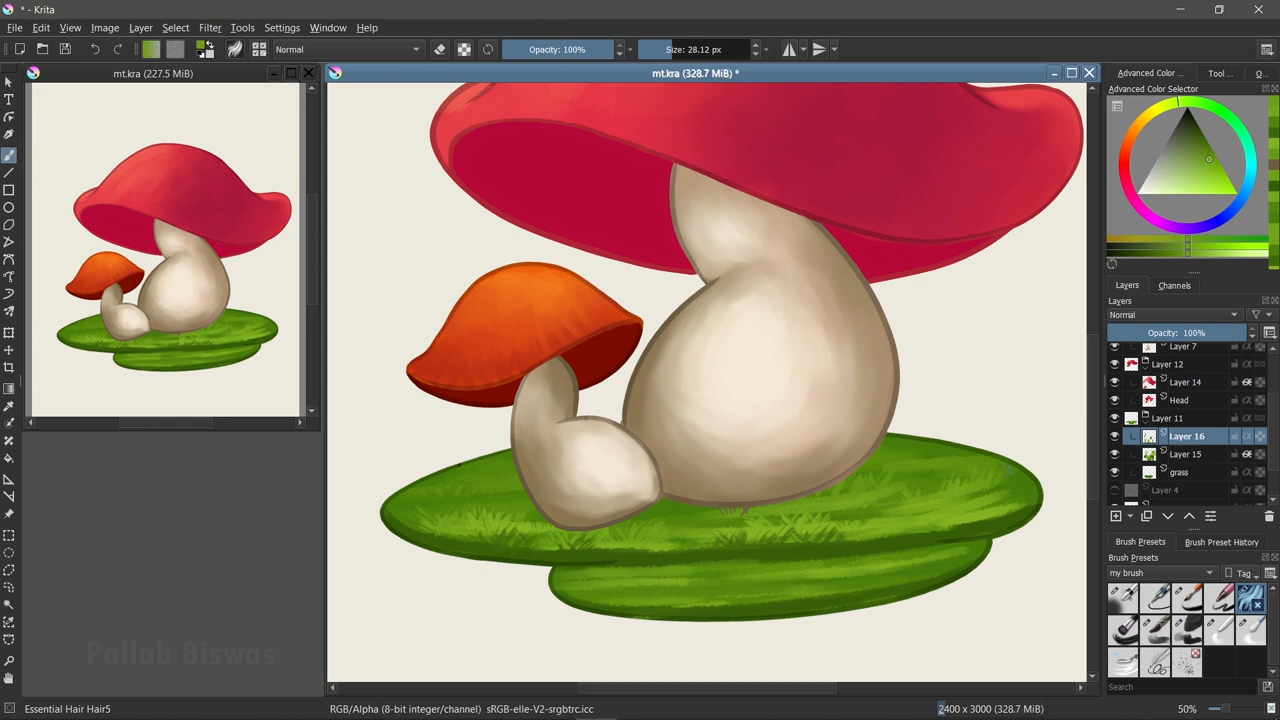 * - Krita
File Edit View Image Layer Select Filter Tools Settings Window Help
Normal Opacity: 100% Size: 28.12 px
mt.kra (227.5 MiB)
mt.kra (328.7 MiB) *
Advanced Color ... Tool ... O...
Advanced Color Selector
Layers Channels
Layers
Normal
Opacity: 100%
Layer 7
Layer 12
Layer 14
Head
Layer 11
Layer 16
Layer 15
grass
Layer 4
Brush Presets Brush Preset History
Brush Presets
my brush Tag
Search
Pallab Biswas
Essential Hair Hair5
RGB/Alpha (8-bit integer/channel) sRGB-elle-V2-srgbtrc.icc
2400 x 3000 (328.7 MiB)
50%